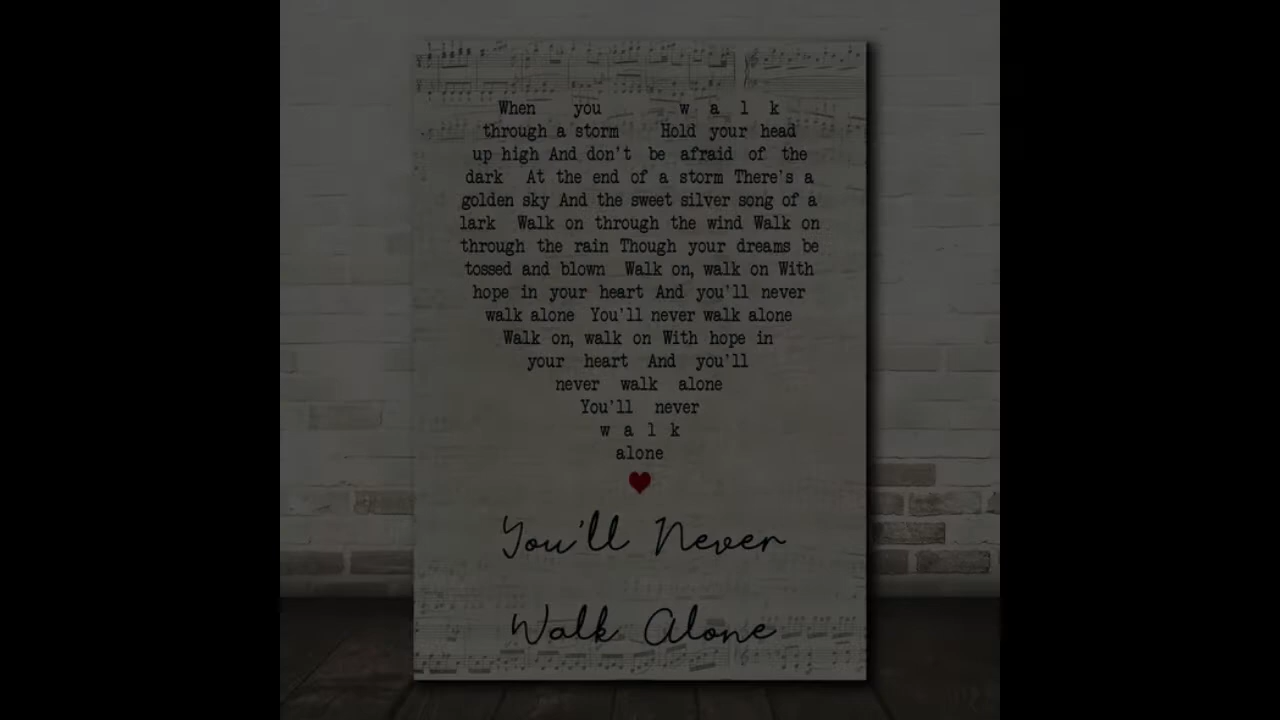 When you walk
through a storm Hold your head
up high And don't be afraid of the
dark At the end of a storm There's a
golden sky And the sweet silver song of a
lark Walk on through the wind Walk on
through the rain Though your dreams be
tossed and blown Walk on, walk on With
hope in your heart And you'll never
walk alone You'll never walk alone
Walk on, walk on With hope in
your heart And you'll
never walk alone
You'll never
walk
alone
You'll Never
Walk Alone